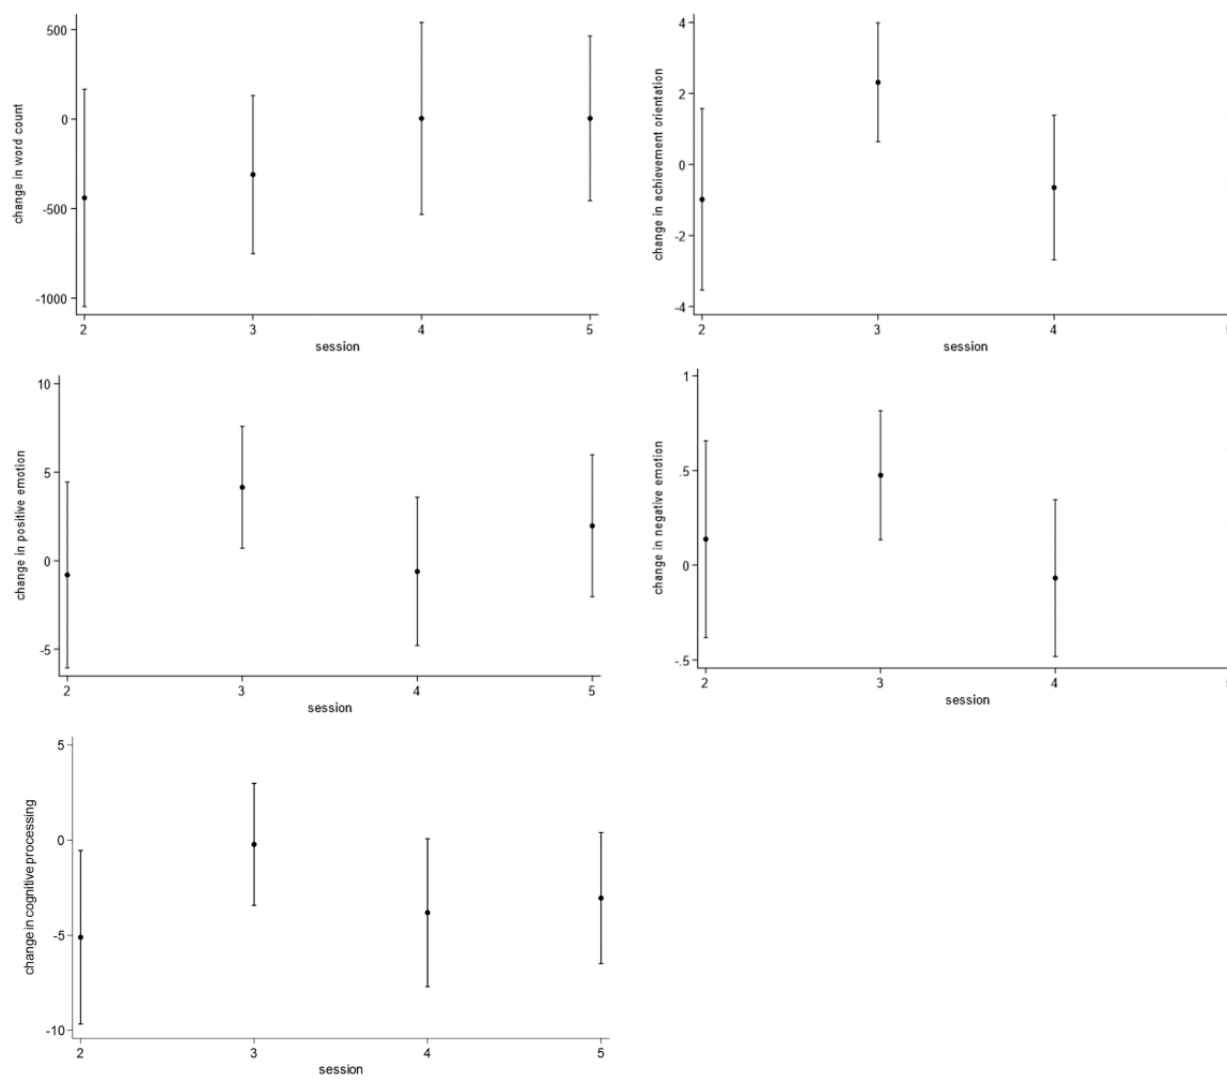 change in word count
500
0
-500
-1000
2 3 4 5
session
change in achievement orientation
4
2
0
-2
-4
2 3 4
session
change in positive emotion
10
5
0
-5
2 3 4 5
session
change in negative emotion
1
.5
0
-.5
2 3 4
session
change in cognitive processing
5
0
-5
-10
2 3 4 5
session